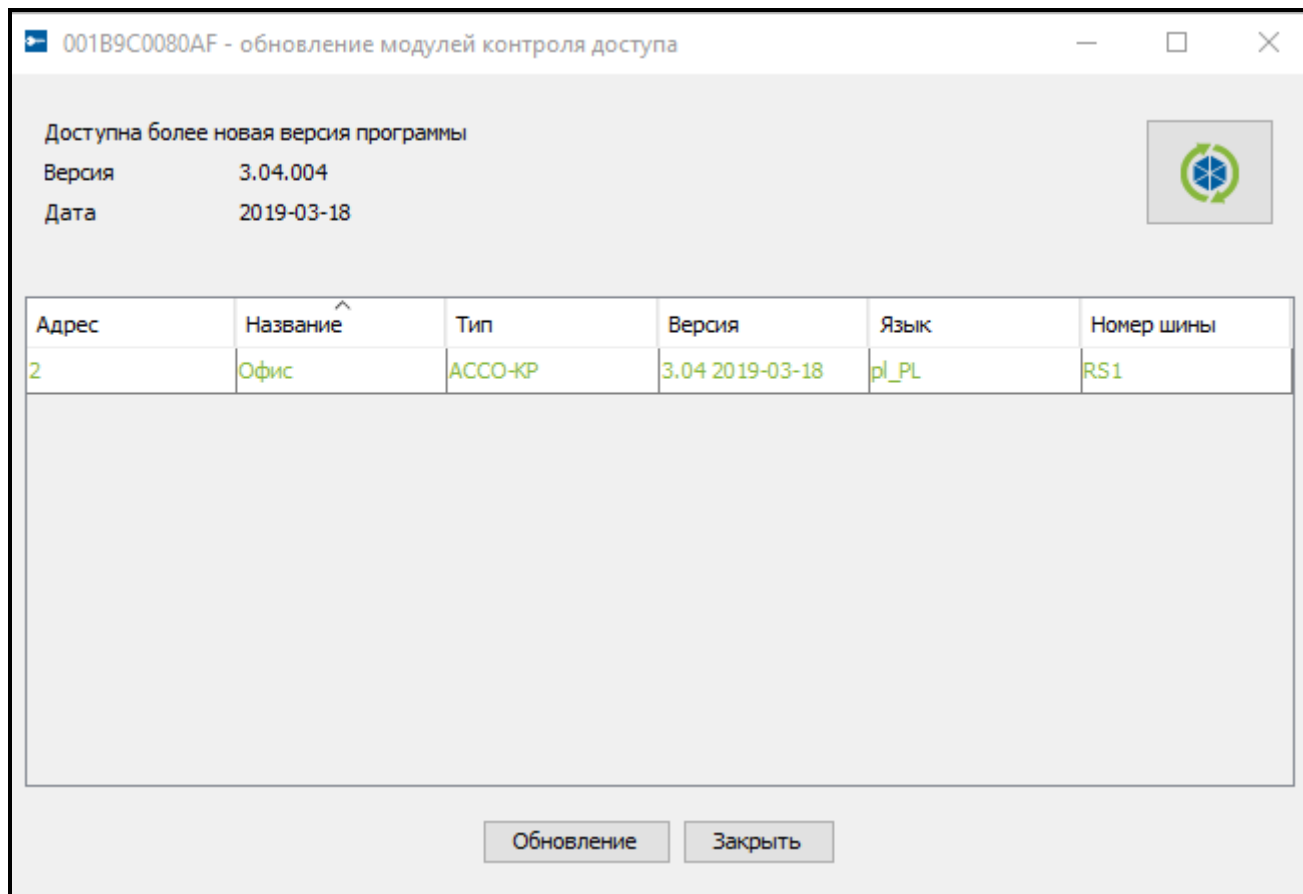 001B9C0080AF - обновление модулей контроля доступа
Доступна более новая версия программы
Версия 3.04.004
Дата 2019-03-18
Адрес Название Тип Версия Язык Номер шины
2 Офис ACCO-KP 3.04 2019-03-18 pl_PL RS1
Обновление Закрыть